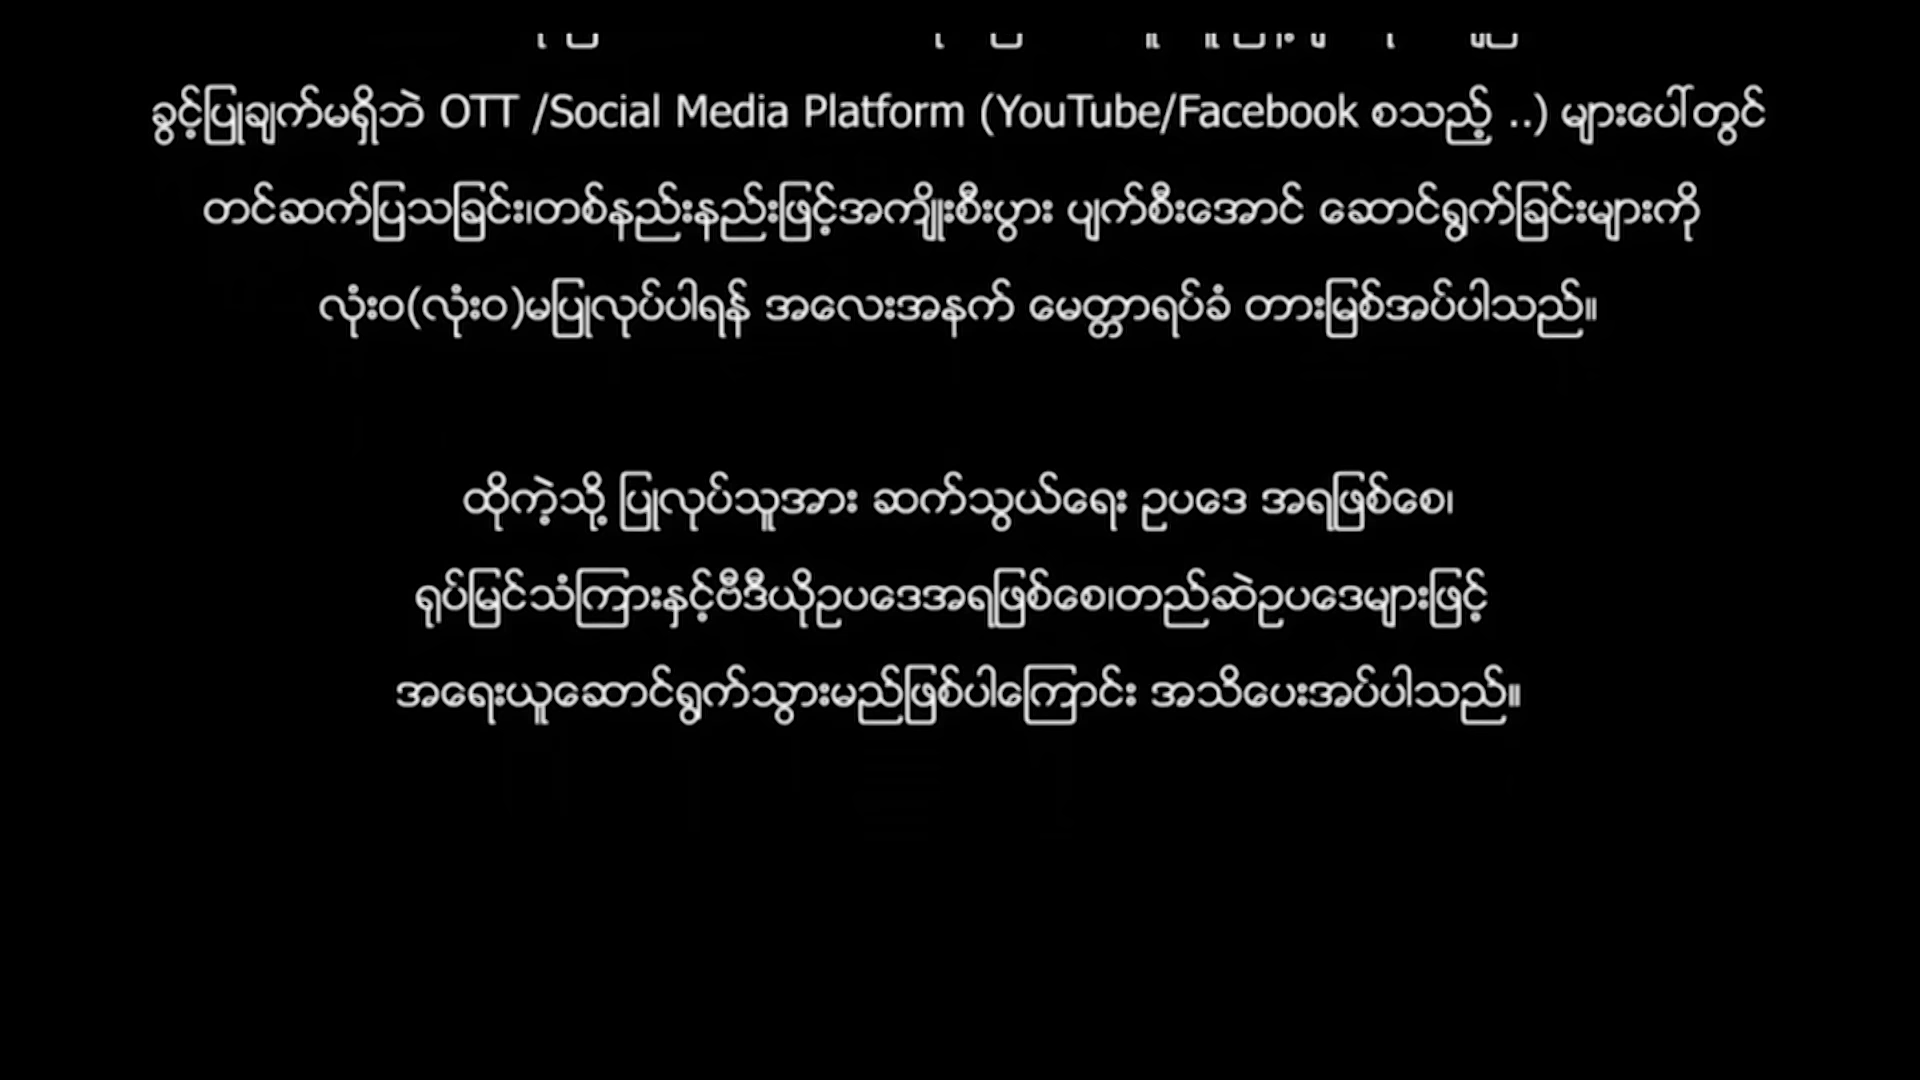 ခွင့်ပြုချက်မရှိဘဲ OTT /Social Media Platform (YouTube/Facebook စသည့် ..) များပေါ်တွင်
တင်ဆက်ပြသခြင်း၊တစ်နည်းနည်းဖြင့်အကျိုးစီးပွား ပျက်စီးအောင် ဆောင်ရွက်ခြင်းများကို
လုံးဝ(လုံးဝ)မပြုလုပ်ပါရန် အလေးအနက် မေတ္တာရပ်ခံ တားမြစ်အပ်ပါသည်။
ထိုကဲ့သို့ ပြုလုပ်သူအား ဆက်သွယ်ရေး ဥပဒေ အရဖြစ်စေ၊
ရုပ်မြင်သံကြားနှင့်ဗီဒီယိုဥပဒေအရဖြစ်စေ၊တည်ဆဲဥပဒေများဖြင့်
အရေးယူဆောင်ရွက်သွားမည်ဖြစ်ပါကြောင်း အသိပေးအပ်ပါသည်။